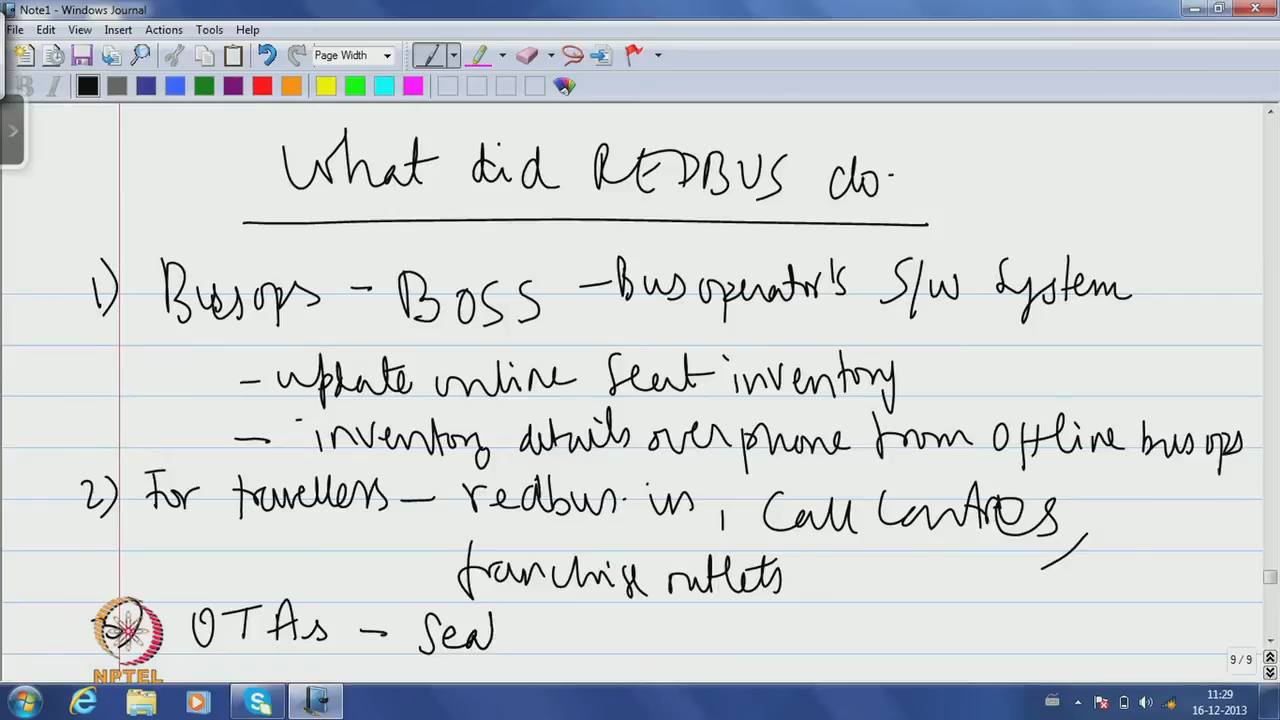 Note1 - Windows Journal
File Edit View Insert Actions Tools Help
Page Width
B I
What did REDBUS do.
1) Busops - BOSS - Bus operator's S/W System
- update online Seat inventory
- inventory details over phone from Offline busops
2) For travellers - redbus.in, Call Centres,
franchise outlets
3) OTAs - Sea
NPTEL
9 / 9
11:29
16-12-2013